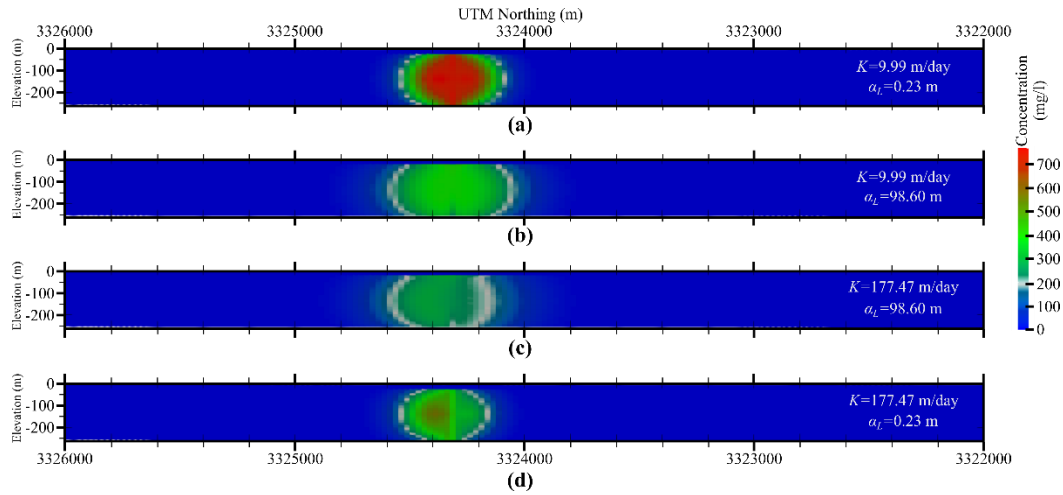 UTM Northing (m)
3326000 3325000 3324000 3323000 3322000
Elevation (m)
0
-100
-200
K=9.99 m/day
αL=0.23 m
(a)
Elevation (m)
0
-100
-200
K=9.99 m/day
αL=98.60 m
(b)
Elevation (m)
0
-100
-200
K=177.47 m/day
αL=98.60 m
(c)
Elevation (m)
0
-100
-200
K=177.47 m/day
αL=0.23 m
3326000 3325000 3324000 3323000 3322000
(d)
Concentration
(mg/l)
700
600
500
400
300
200
100
0